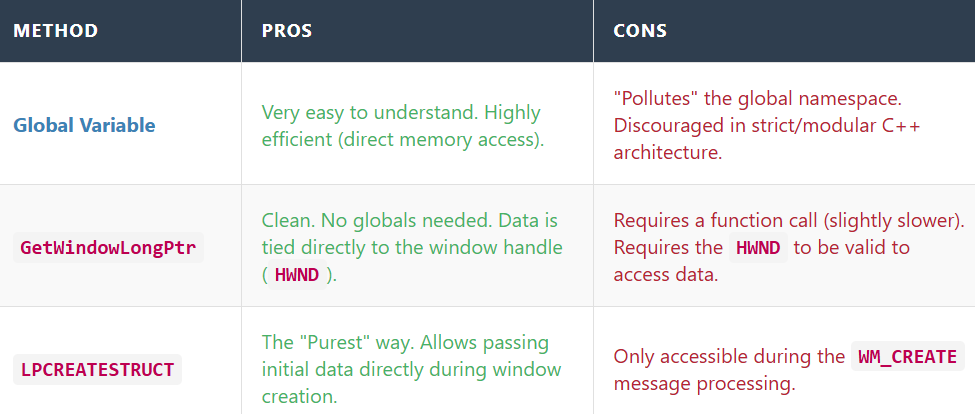 METHOD PROS CONS
Global Variable
Very easy to understand. Highly
efficient (direct memory access).
"Pollutes" the global namespace.
Discouraged in strict/modular C++
architecture.
GetWindowLongPtr
Clean. No globals needed. Data is
tied directly to the window handle
( HWND ).
Requires a function call (slightly slower).
Requires the HWND to be valid to
access data.
LPCREATESTRUCT
The "Purest" way. Allows passing
initial data directly during window
creation.
Only accessible during the WM_CREATE
message processing.